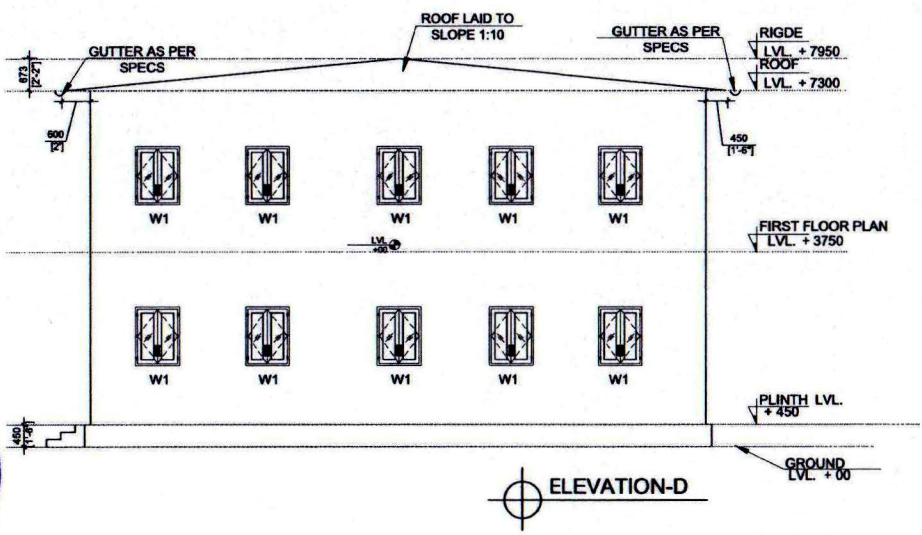 ROOF LAID TO
SLOPE 1:10
GUTTER AS PER
SPECS
GUTTER AS PER
SPECS
RIGDE
LVL. + 7950
ROOF
LVL. + 7300
673
[2'-2"]
600
[2']
450
[1'-6"]
W1 W1 W1 W1 W1
LVL
+00
FIRST FLOOR PLAN
LVL. + 3750
W1 W1 W1 W1 W1
PLINTH LVL.
+ 450
450
[1'-6"]
GROUND
LVL. + 00
ELEVATION-D